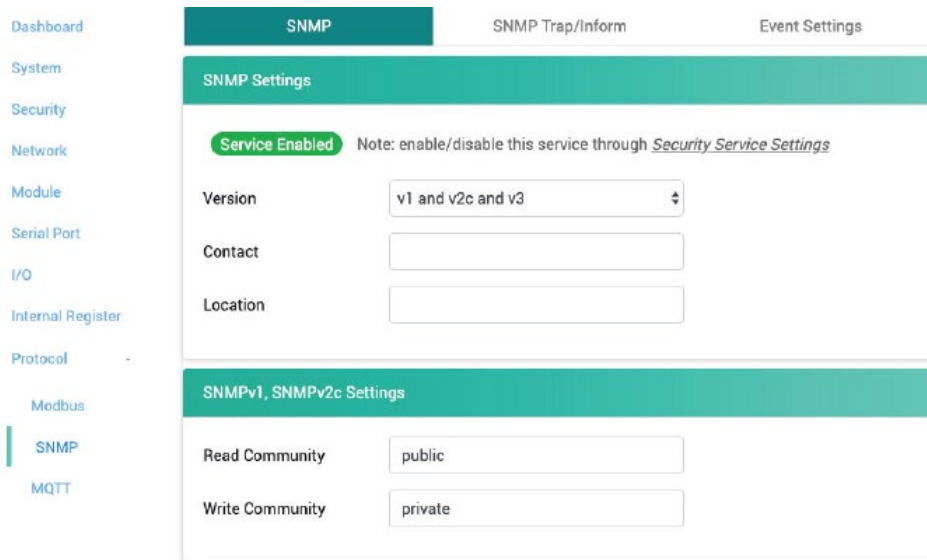 Dashboard
System
Security
Network
Module
Serial Port
I/O
Internal Register
Protocol -
Modbus
SNMP
MQTT
SNMP SNMP Trap/Inform Event Settings
SNMP Settings
Service Enabled Note: enable/disable this service through Security Service Settings
Version v1 and v2c and v3
Contact
Location
SNMPv1, SNMPv2c Settings
Read Community public
Write Community private